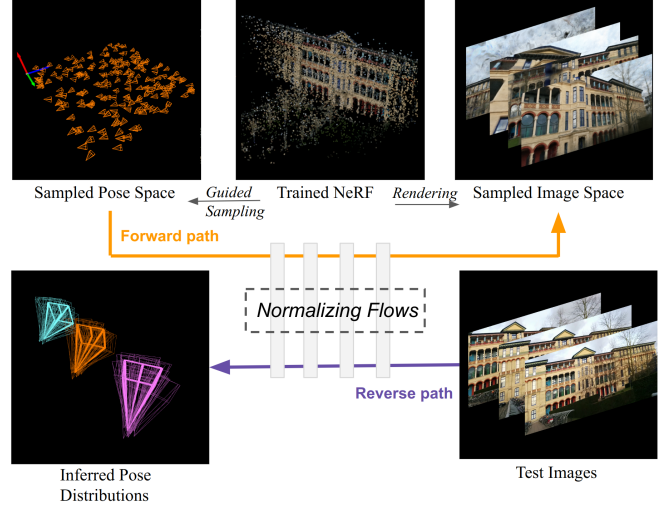 Sampled Pose Space
Guided
Sampling
Trained NeRF
Rendering
Sampled Image Space
Forward path
Normalizing Flows
Reverse path
Inferred Pose
Distributions
Test Images